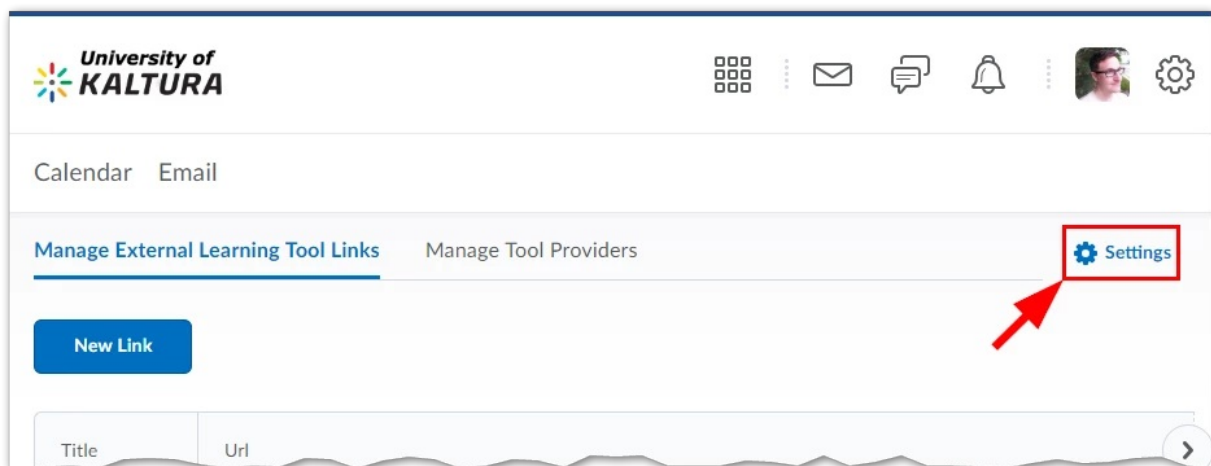 University of
KALTURA
Calendar Email
Manage External Learning Tool Links Manage Tool Providers Settings
New Link
Title Url